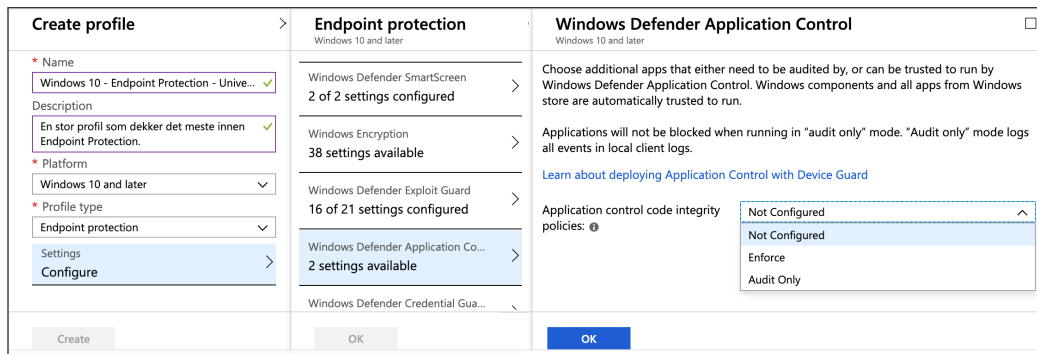 Create profile
* Name
Windows 10 - Endpoint Protection - Unive...
Description
En stor profil som dekker det meste innen
Endpoint Protection.
* Platform
Windows 10 and later
* Profile type
Endpoint protection
Settings
Configure
Create
Endpoint protection
Windows 10 and later
Windows Defender SmartScreen
2 of 2 settings configured
Windows Encryption
38 settings available
Windows Defender Exploit Guard
16 of 21 settings configured
Windows Defender Application Co...
2 settings available
Windows Defender Credential Gua...
OK
Windows Defender Application Control
Windows 10 and later
Choose additional apps that either need to be audited by, or can be trusted to run by
Windows Defender Application Control. Windows components and all apps from Windows
store are automatically trusted to run.
Applications will not be blocked when running in “audit only” mode. “Audit only” mode logs
all events in local client logs.
Learn about deploying Application Control with Device Guard
Application control code integrity
policies:
Not Configured
Not Configured
Enforce
Audit Only
OK